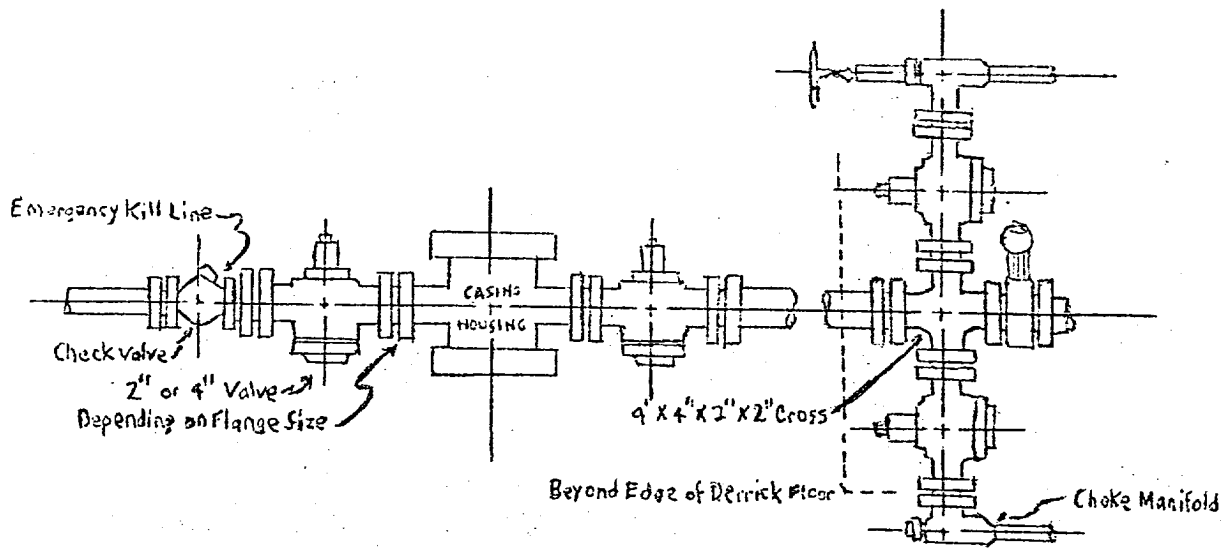 Emergancy Kill Line
CASING
HOUSING
Check valve
2" or 4" Valve
Depending on Flange Size
4" X 4" X 2" X 2" Cross
Beyond Edge of Derrick Floor
Choke Manifold